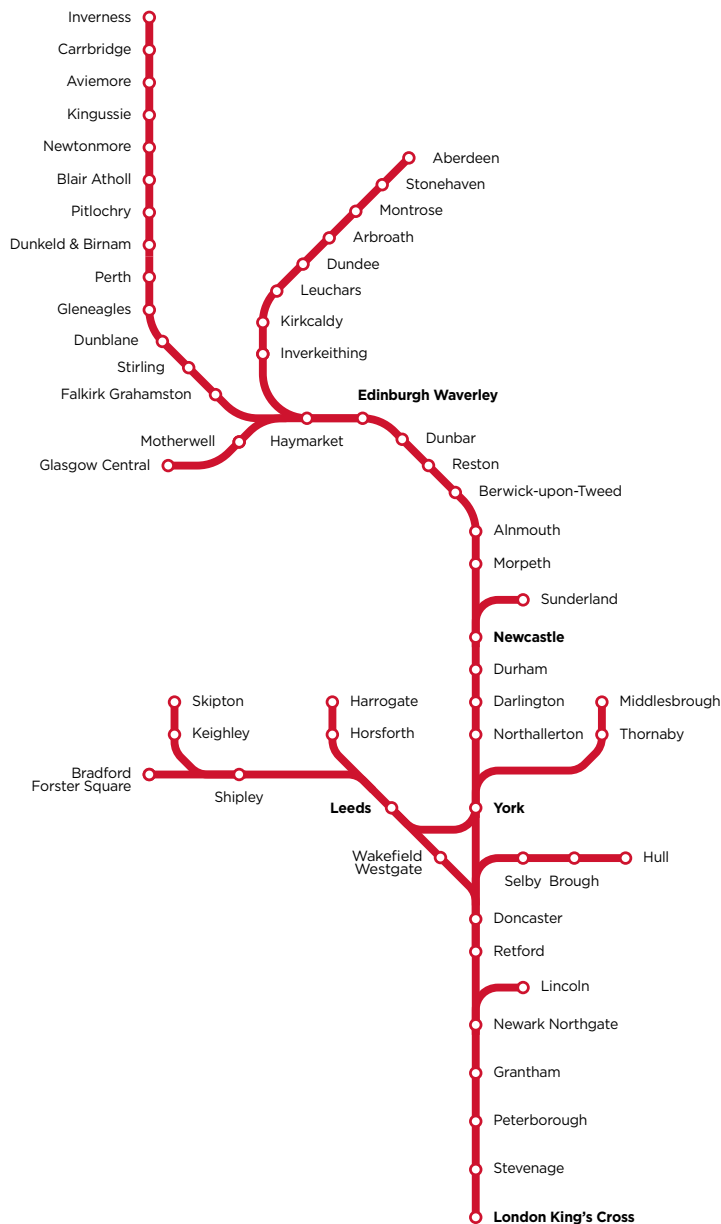 Inverness
Carrbridge
Aviemore
Kingussie
Newtonmore
Blair Atholl
Pitlochry
Dunkeld & Birnam
Perth
Gleneagles
Dunblane
Stirling
Falkirk Grahamston
Motherwell
Glasgow Central
Haymarket
Aberdeen
Stonehaven
Montrose
Arbroath
Dundee
Leuchars
Kirkcaldy
Inverkeithing
Edinburgh Waverley
Dunbar
Reston
Berwick-upon-Tweed
Alnmouth
Morpeth
Sunderland
Newcastle
Durham
Darlington
Northallerton
Middlesbrough
Thornaby
Skipton
Keighley
Harrogate
Horsforth
Bradford
Forster Square
Shipley
Leeds
York
Wakefield
Westgate
Selby
Brough
Hull
Doncaster
Retford
Lincoln
Newark Northgate
Grantham
Peterborough
Stevenage
London King's Cross